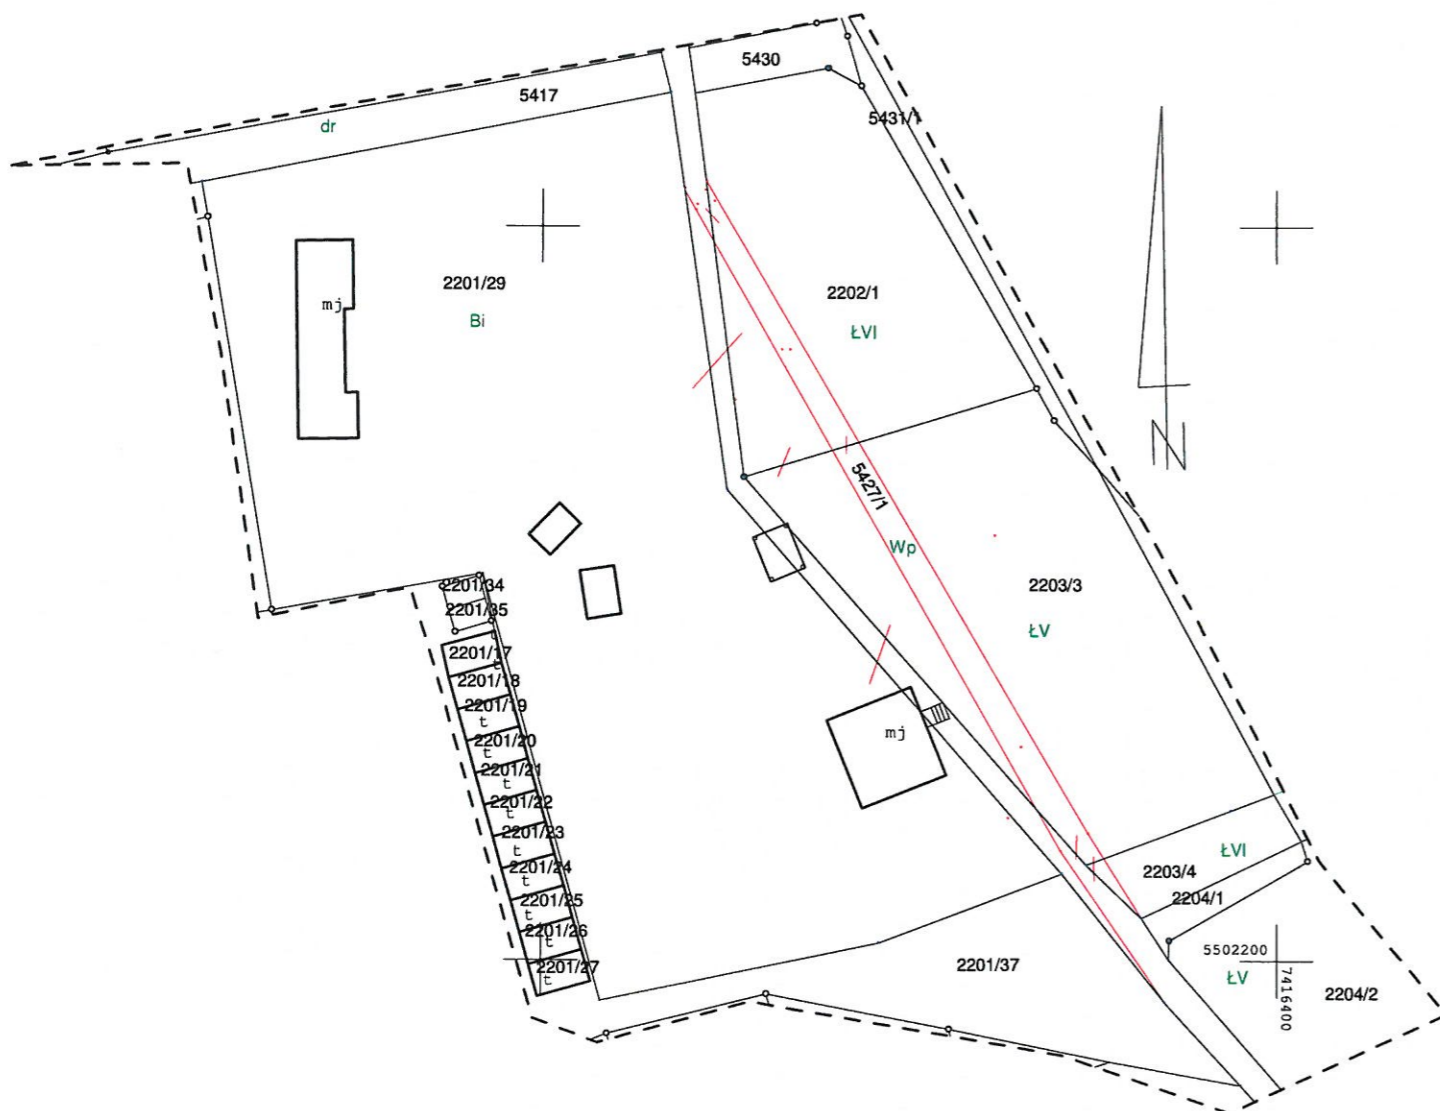 5430
5417
dr
5431/1
2201/29
mj
2202/1
Bi
ŁVI
N
5427/1
Wp
2201/34
2203/3
2201/35
ŁV
t
2201/17
t
2201/18
2201/19
t
mj
2201/20
t
2201/21
t
2201/22
t
2201/23
t
ŁVI
2201/24
2203/4
t
2204/1
2201/25
t
2201/26
t
5502200
2201/37
2201/27
t
ŁV
7416400
2204/2